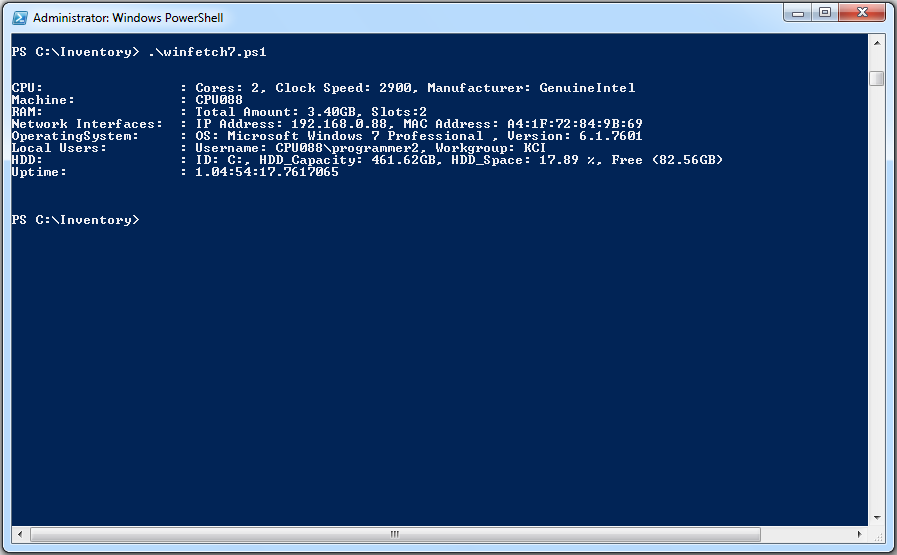 Administrator: Windows PowerShell
PS C:\Inventory> .\winfetch7.ps1
CPU: : Cores: 2, Clock Speed: 2900, Manufacturer: GenuineIntel
Machine: : CPU088
RAM: : Total Amount: 3.40GB, Slots:2
Network Interfaces: : IP Address: 192.168.0.88, MAC Address: A4:1F:72:84:9B:69
OperatingSystem: : OS: Microsoft Windows 7 Professional , Version: 6.1.7601
Local Users: : Username: CPU088\programmer2, Workgroup: KCI
HDD: : ID: C:, HDD_Capacity: 461.62GB, HDD_Space: 17.89 %, Free (82.56GB)
Uptime: : 1.04:54:17.7617065
PS C:\Inventory>